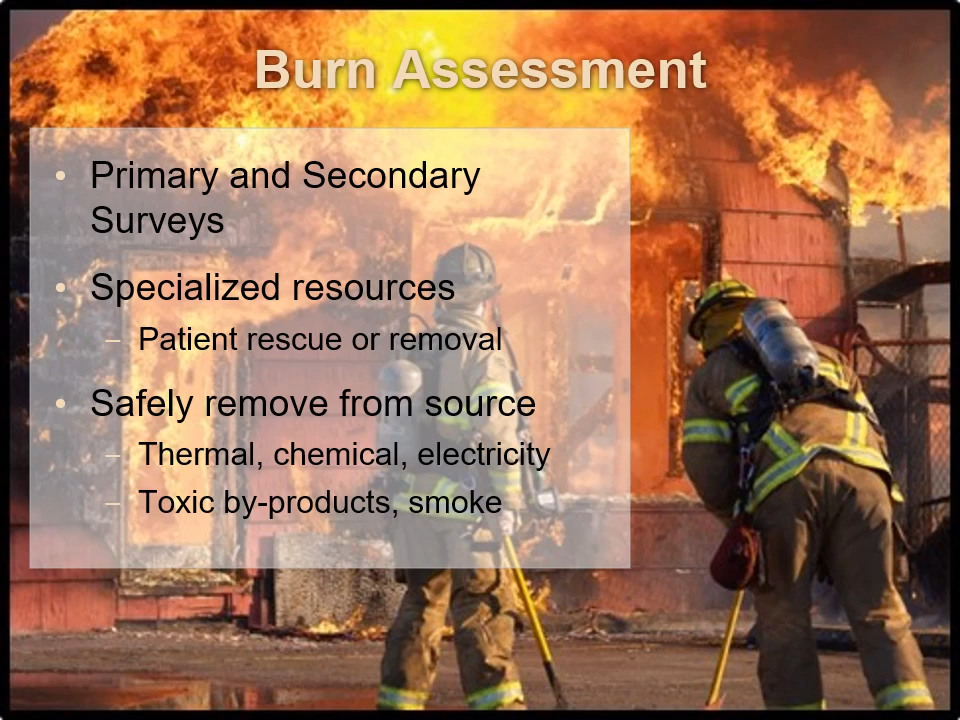 Burn Assessment
• Primary and Secondary
Surveys
• Specialized resources
– Patient rescue or removal
• Safely remove from source
– Thermal, chemical, electricity
– Toxic by-products, smoke